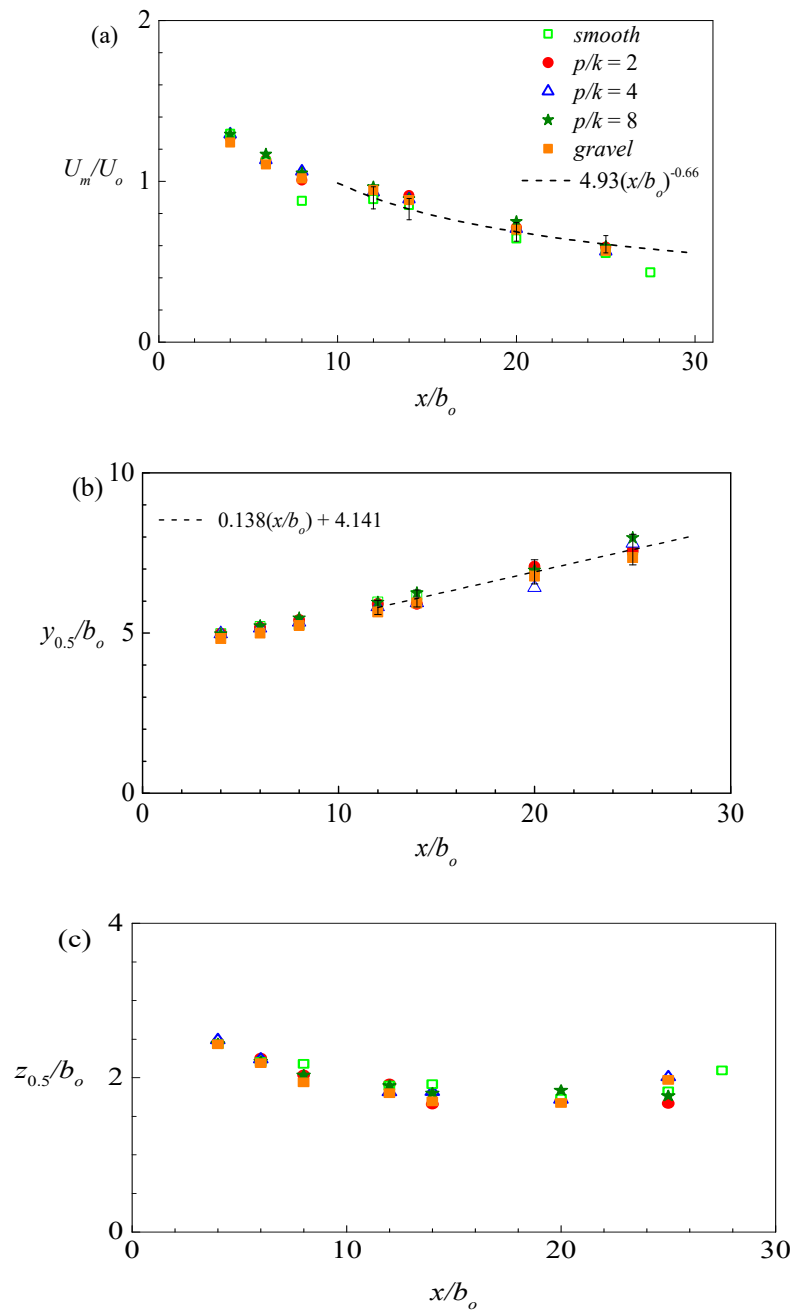 (a)
2
smooth
p/k = 2
p/k = 4
p/k = 8
gravel
4.93(x/b_o)^-0.66
U_m/U_o
1
0
0 10 20 30
x/b_o
(b)
10
0.138(x/b_o) + 4.141
y_0.5/b_o
5
0
0 10 20 30
x/b_o
(c)
4
z_0.5/b_o
2
0
0 10 20 30
x/b_o